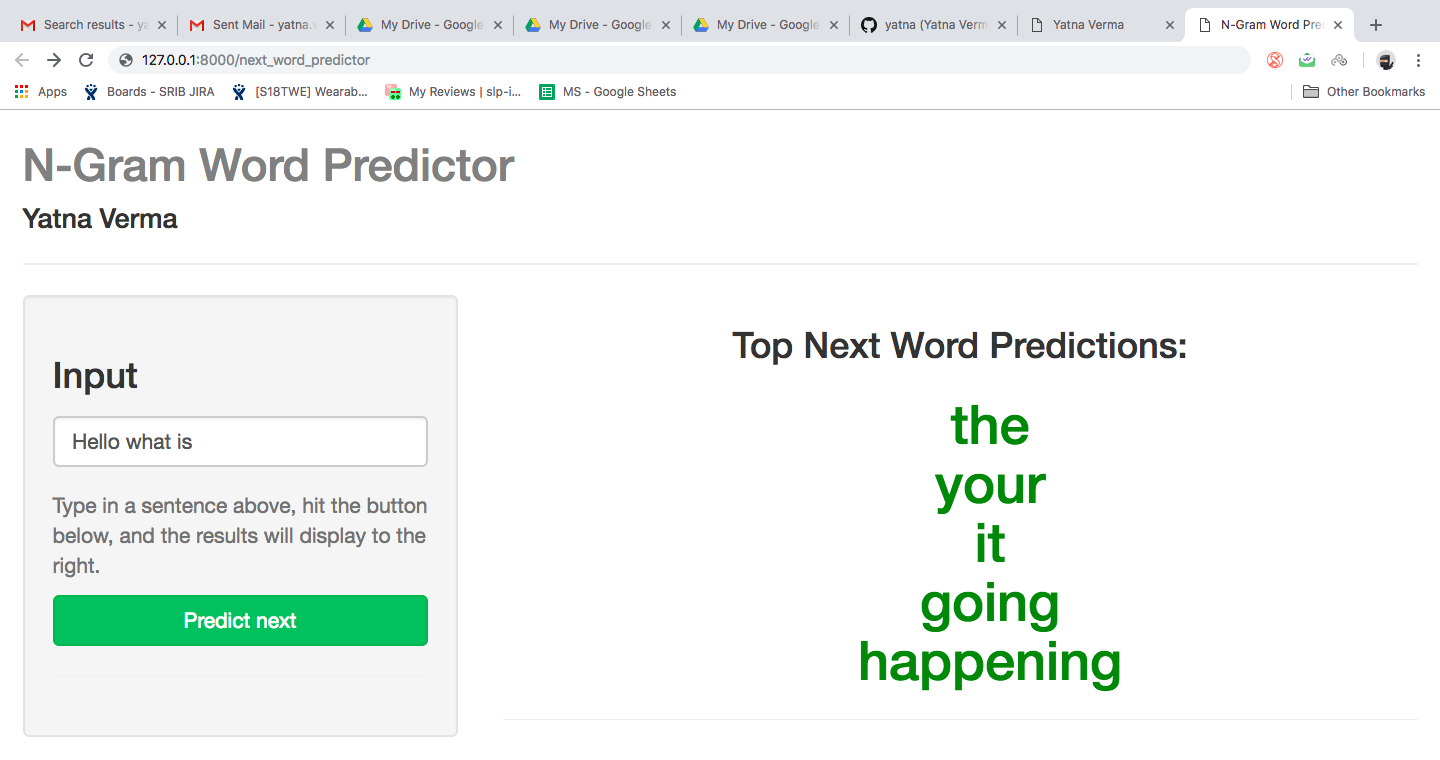 Search results - ya
Sent Mail - yatna.v
My Drive - Google
My Drive - Google
My Drive - Google
yatna (Yatna Verm
Yatna Verma
N-Gram Word Pre
127.0.0.1:8000/next_word_predictor
Apps
Boards - SRIB JIRA
[S18TWE] Wearab...
My Reviews | slp-i...
MS - Google Sheets
Other Bookmarks
N-Gram Word Predictor
Yatna Verma
Input
Hello what is
Type in a sentence above, hit the button
below, and the results will display to the
right.
Predict next
Top Next Word Predictions:
the
your
it
going
happening